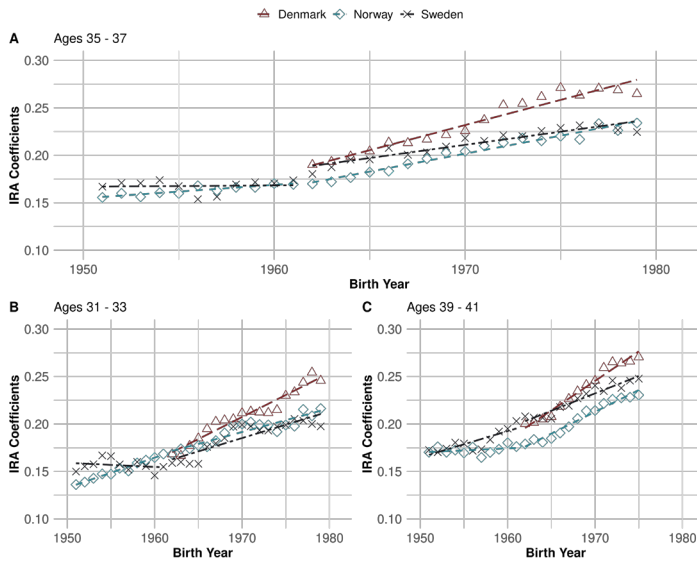 Denmark Norway Sweden
A Ages 35 - 37
0.30
0.25
0.20
0.15
0.10
IRA Coefficients
1950 1960 1970 1980
Birth Year
B Ages 31 - 33
0.30
0.25
0.20
0.15
0.10
IRA Coefficients
1950 1960 1970 1980
Birth Year
C Ages 39 - 41
0.30
0.25
0.20
0.15
0.10
IRA Coefficients
1950 1960 1970 1980
Birth Year